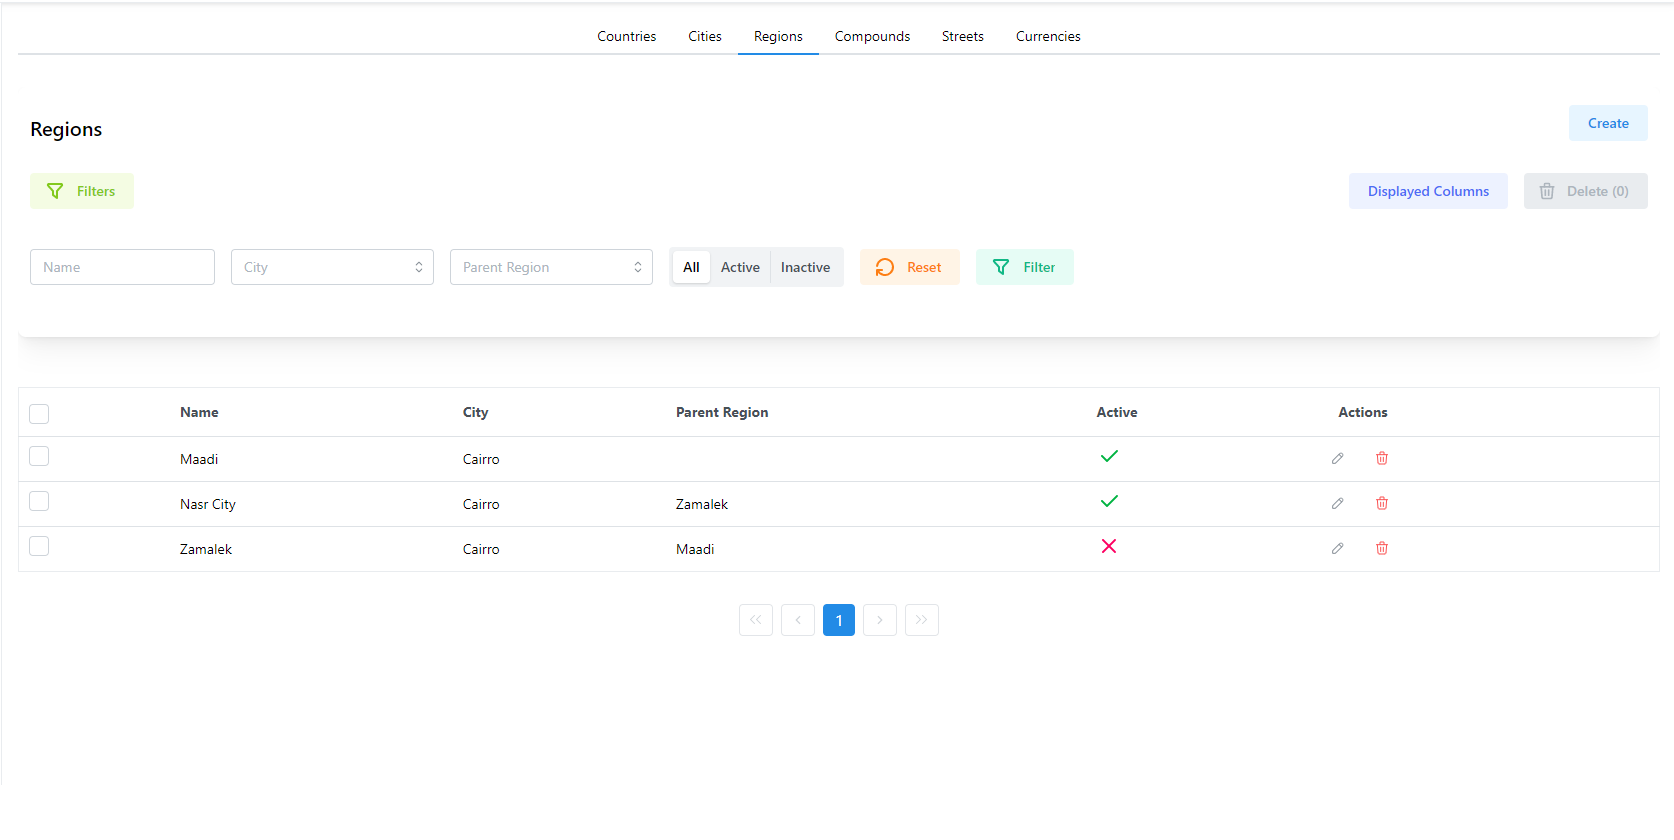 Countries Cities Regions Compounds Streets Currencies
Regions
Create
Filters
Displayed Columns
Delete (0)
Name City Parent Region All Active Inactive Reset Filter
Name City Parent Region Active Actions
Maadi Cairro
Nasr City Cairro Zamalek
Zamalek Cairro Maadi
1